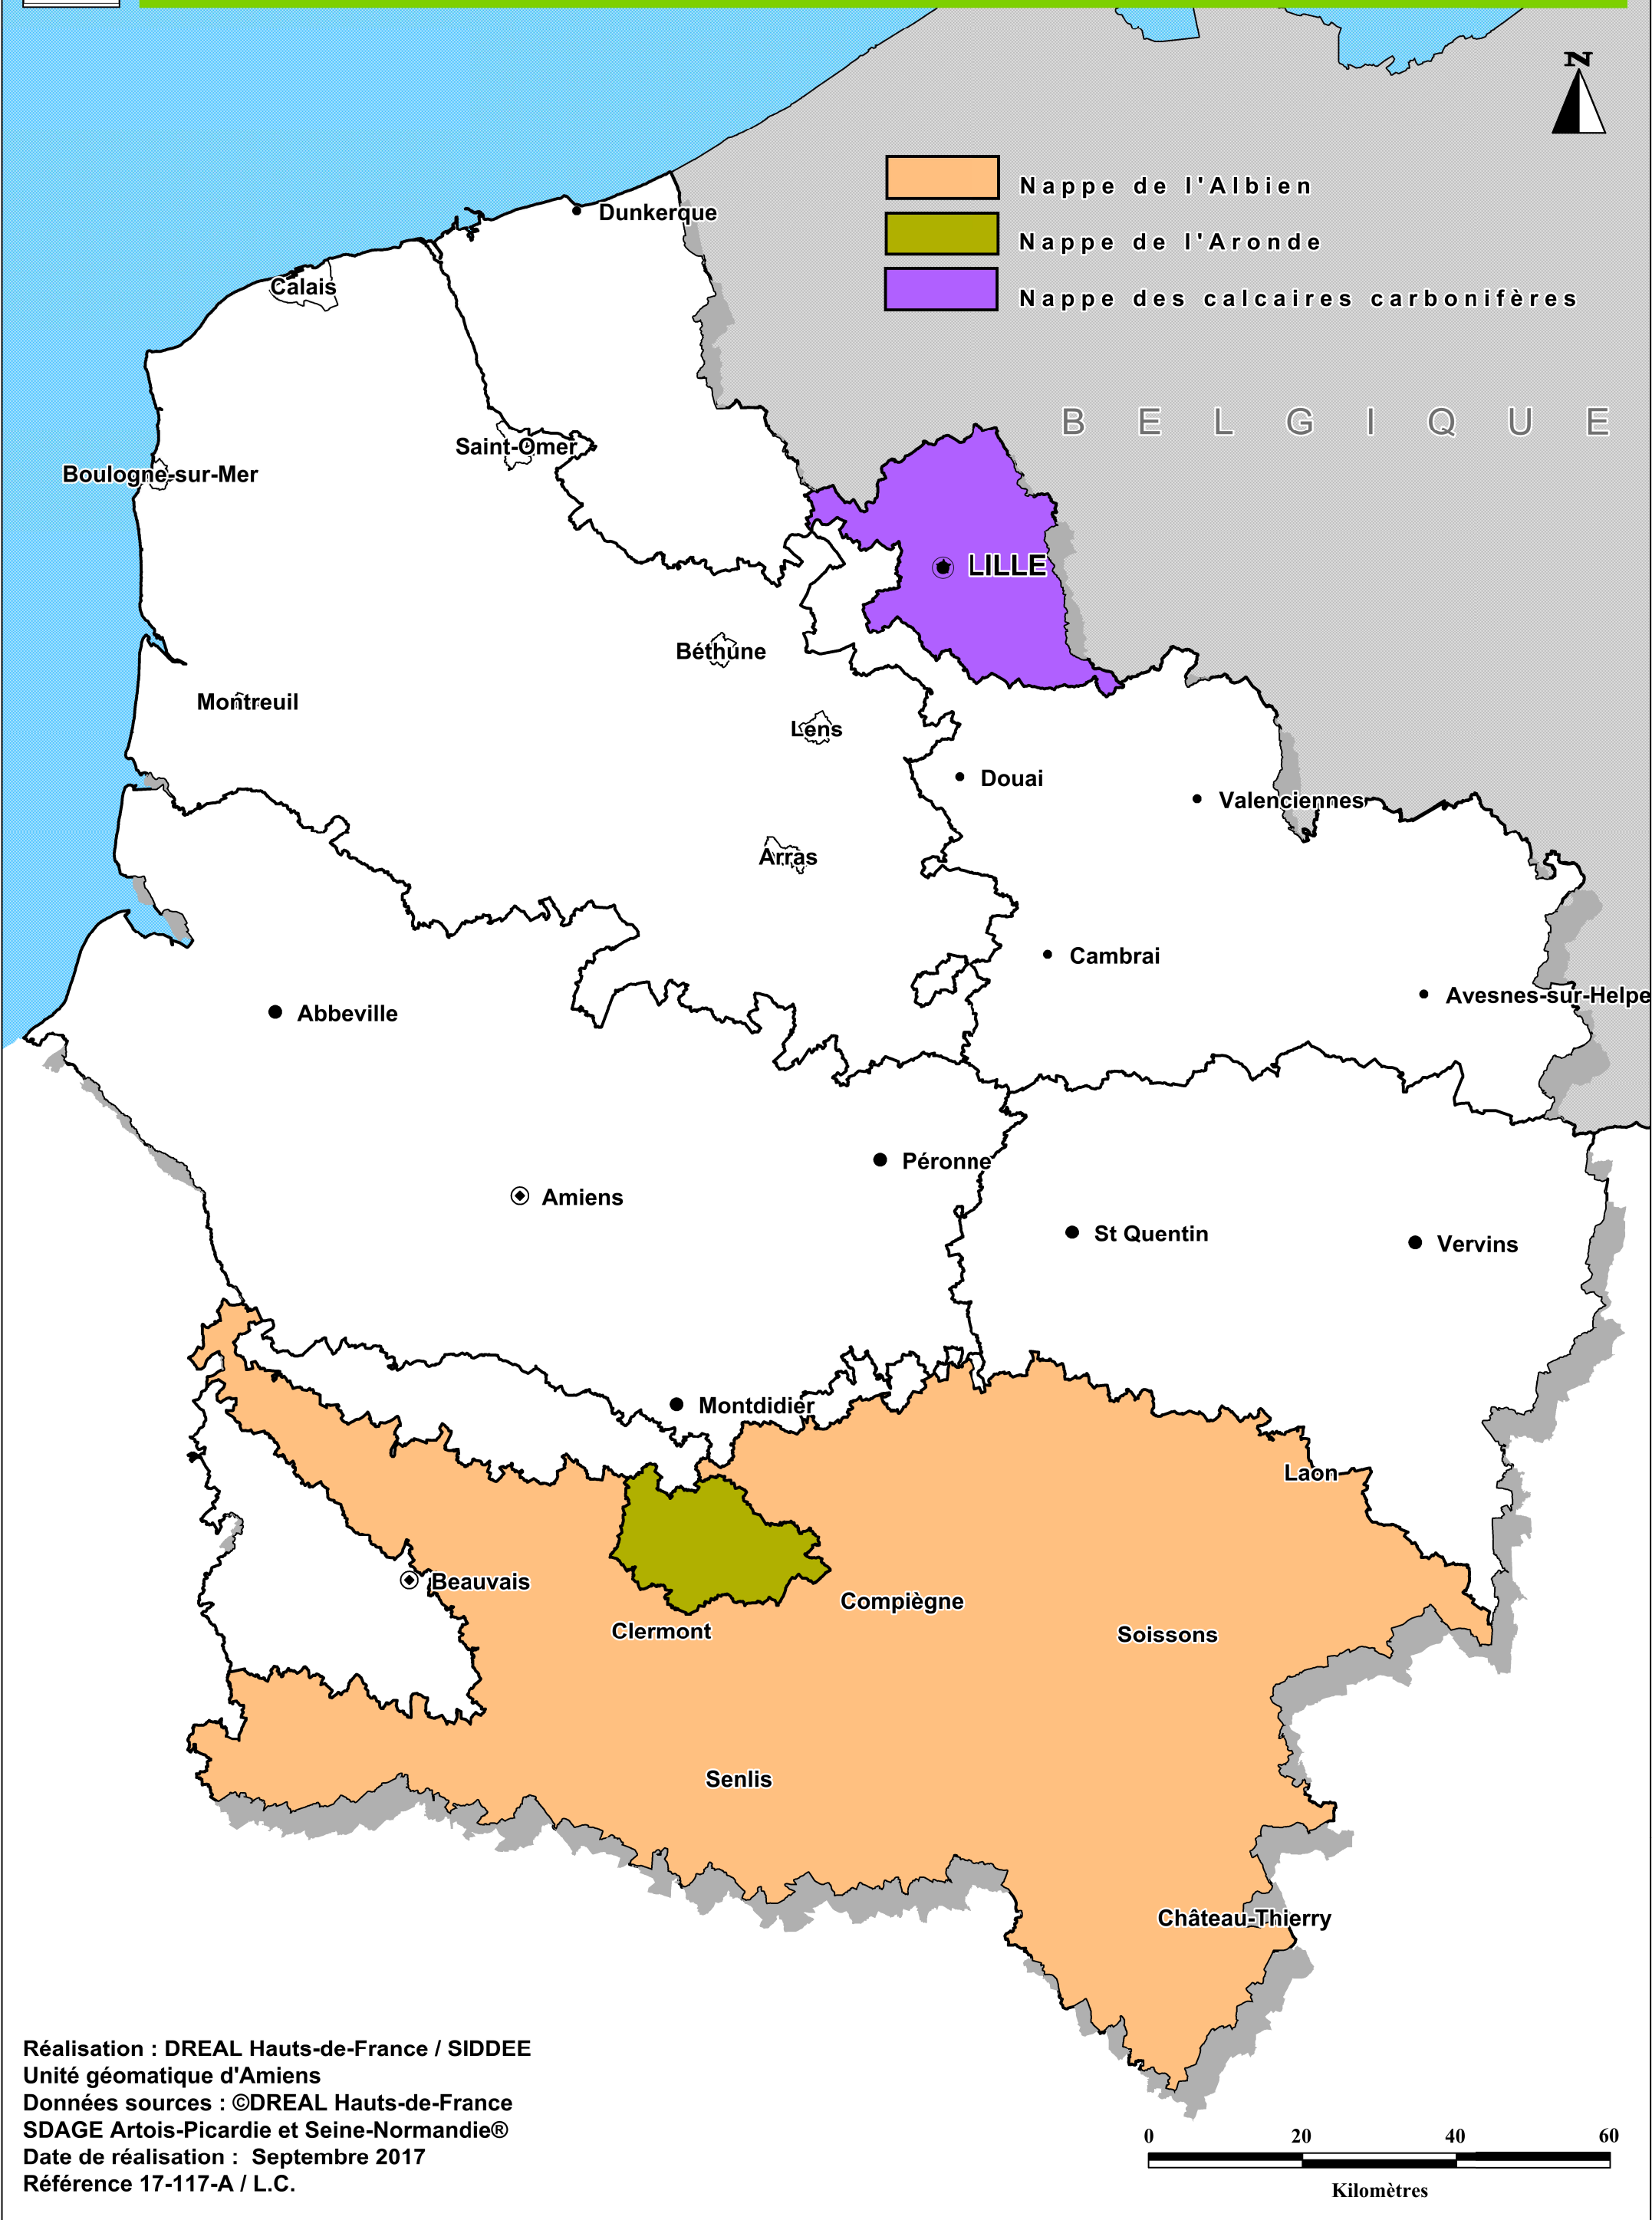 N
Nappe de l'Albien
Dunkerque
Nappe de l'Aronde
Calais
Nappe des calcaires carbonifères
BELGIQUE
Saint-Omer
Boulogne-sur-Mer
LILLE
Béthune
Montreuil
Lens
Douai
Valenciennes
Arras
Cambrai
Avesnes-sur-Helpe
Abbeville
Péronne
Amiens
St Quentin
Vervins
Montdidier
Laon
Beauvais
Compiègne
Clermont
Soissons
Senlis
Château-Thierry
Réalisation : DREAL Hauts-de-France / SIDDEE
Unité géomatique d'Amiens
Données sources : ©DREAL Hauts-de-France
SDAGE Artois-Picardie et Seine-Normandie®
Date de réalisation :  Septembre 2017
Référence 17-117-A / L.C.
0 20 40 60
Kilomètres